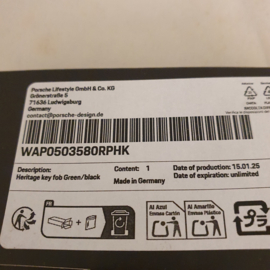 Porsche Lifestyle GmbH & Co. KG
Grönerstraße 5
71636 Ludwigsburg
Germany
contact@porsche-design.com
WAP0503580RPHK
Description: Content: 1 Date of production: 15.01.25
Heritage key fob Green/black Made in Germany Date of expiration: unlimited
FR
Al Azul Al Amarillo
Envase Cartón Envase Plástico